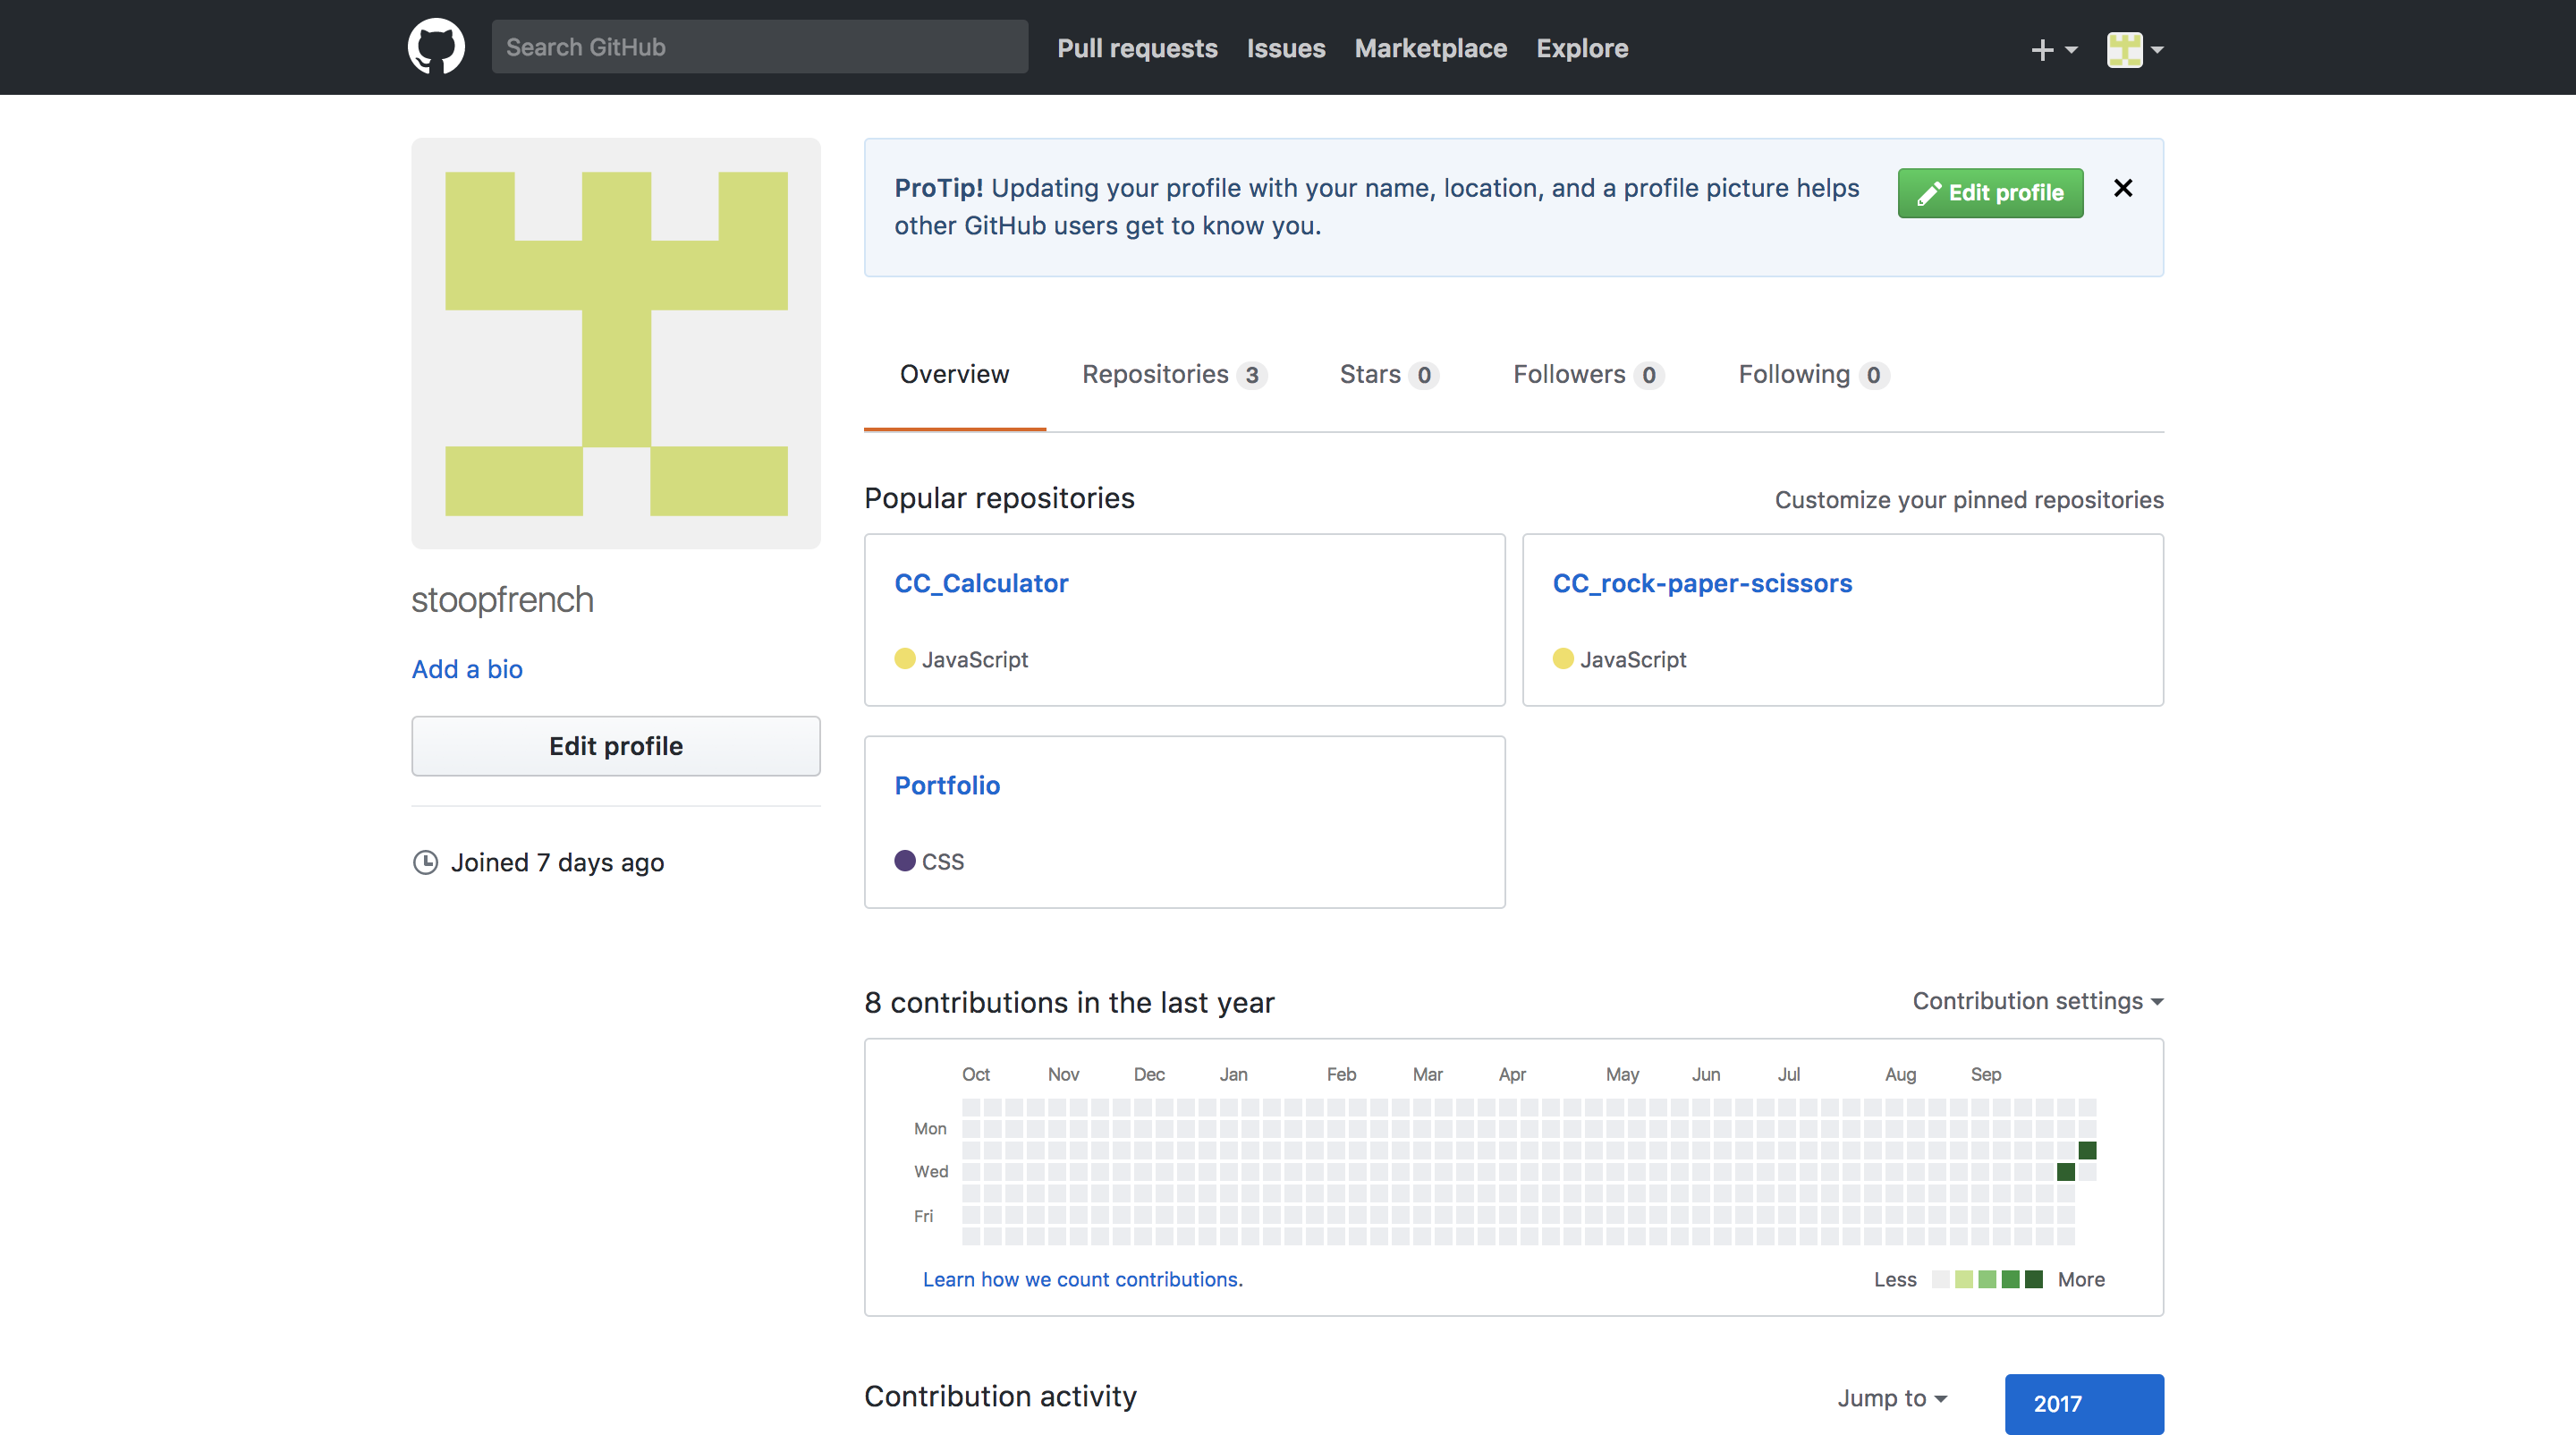 Search GitHub
Pull requests
Issues
Marketplace
Explore
ProTip! Updating your profile with your name, location, and a profile picture helps
other GitHub users get to know you.
Edit profile
Overview
Repositories 3
Stars 0
Followers 0
Following 0
stoopfrench
Add a bio
Edit profile
Joined 7 days ago
Popular repositories
Customize your pinned repositories
CC_Calculator
JavaScript
CC_rock-paper-scissors
JavaScript
Portfolio
CSS
8 contributions in the last year
Contribution settings
Oct Nov Dec Jan Feb Mar Apr May Jun Jul Aug Sep
Mon
Wed
Fri
Learn how we count contributions.
Less
More
Contribution activity
Jump to
2017